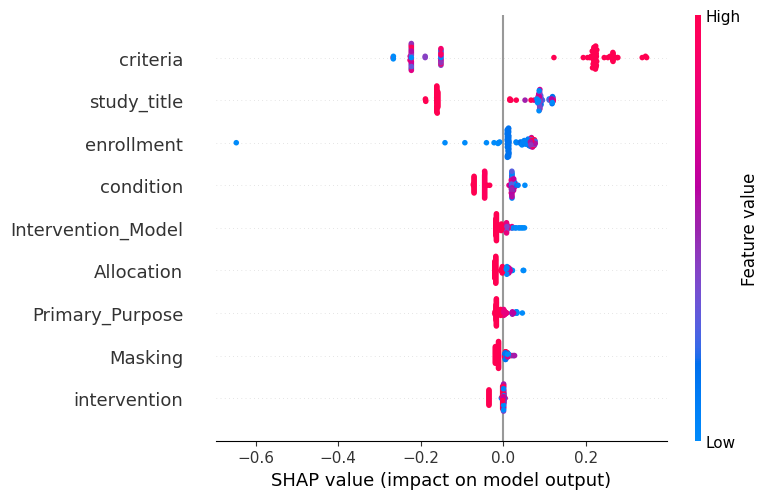 High
criteria
study_title
enrollment
condition
Intervention_Model
Allocation
Primary_Purpose
Masking
intervention
Feature value
Low
−0.6 −0.4 −0.2 0.0 0.2
SHAP value (impact on model output)